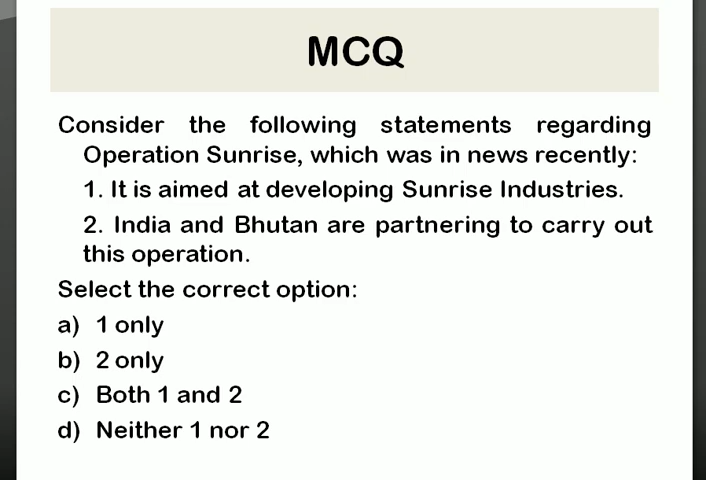 MCQ
Consider the following statements regarding
Operation Sunrise, which was in news recently:
1. It is aimed at developing Sunrise Industries.
2. India and Bhutan are partnering to carry out
this operation.
Select the correct option:
a) 1 only
b) 2 only
c) Both 1 and 2
d) Neither 1 nor 2